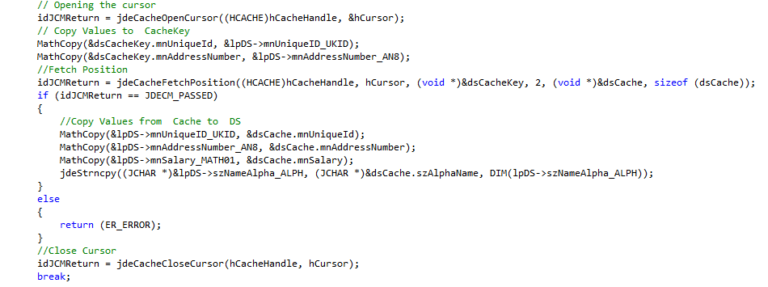 // Opening the cursor
idJCMReturn = jdeCacheOpenCursor((HCACHE)hCacheHandle, &hCursor);
// Copy Values to  CacheKey
MathCopy(&dsCacheKey.mnUniqueId, &lpDS->mnUniqueID_UKID);
MathCopy(&dsCacheKey.mnAddressNumber, &lpDS->mnAddressNumber_AN8);
//Fetch Position
idJCMReturn = jdeCacheFetchPosition((HCACHE)hCacheHandle, hCursor, (void *)&dsCacheKey, 2, (void *)&dsCache, sizeof (dsCache));
if (idJCMReturn == JDECM_PASSED)
{
    //Copy Values from  Cache to  DS
    MathCopy(&lpDS->mnUniqueID_UKID, &dsCache.mnUniqueId);
    MathCopy(&lpDS->mnAddressNumber_AN8, &dsCache.mnAddressNumber);
    MathCopy(&lpDS->mnSalary_MATH01, &dsCache.mnSalary);
    jdeStrncpy((JCHAR *)&lpDS->szNameAlpha_ALPH, (JCHAR *)&dsCache.szAlphaName, DIM(lpDS->szNameAlpha_ALPH));
}
else
{
    return (ER_ERROR);
}
//Close Cursor
idJCMReturn = jdeCacheCloseCursor(hCacheHandle, hCursor);
break;